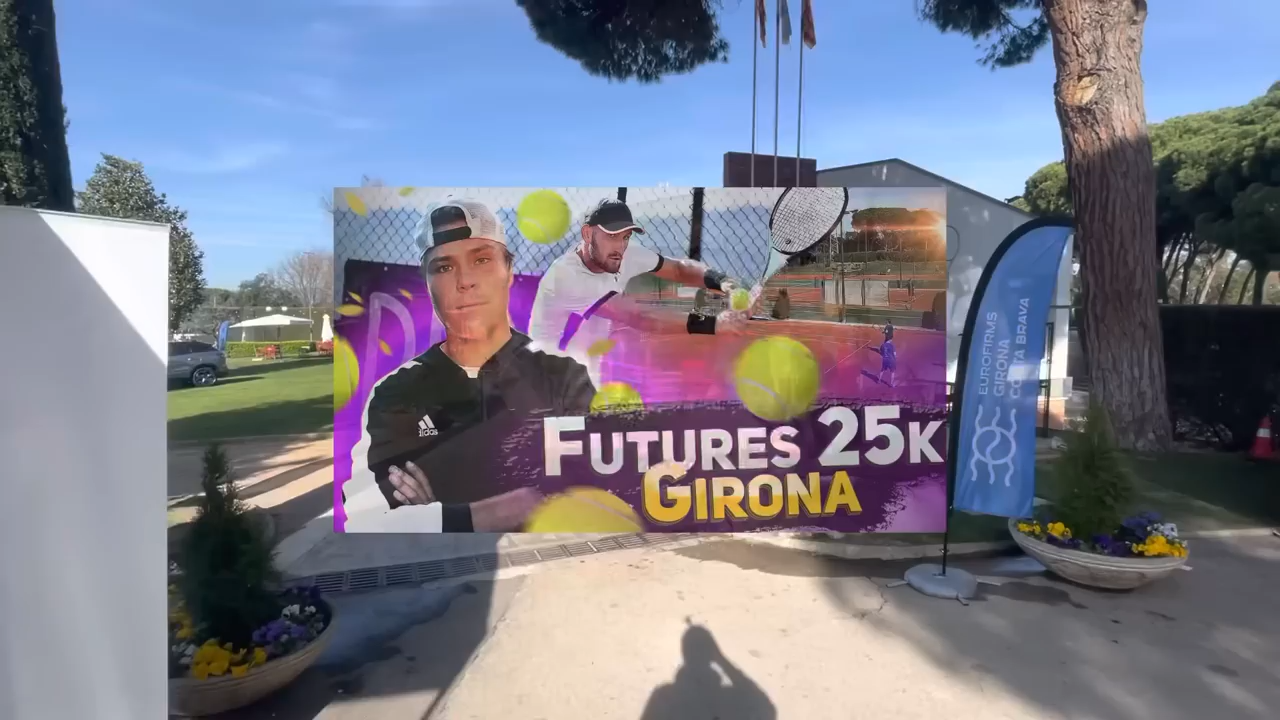 adidas
FUTURES 25K
GIRONA
EUROFIRMS
GIRONA
COSTA BRAVA